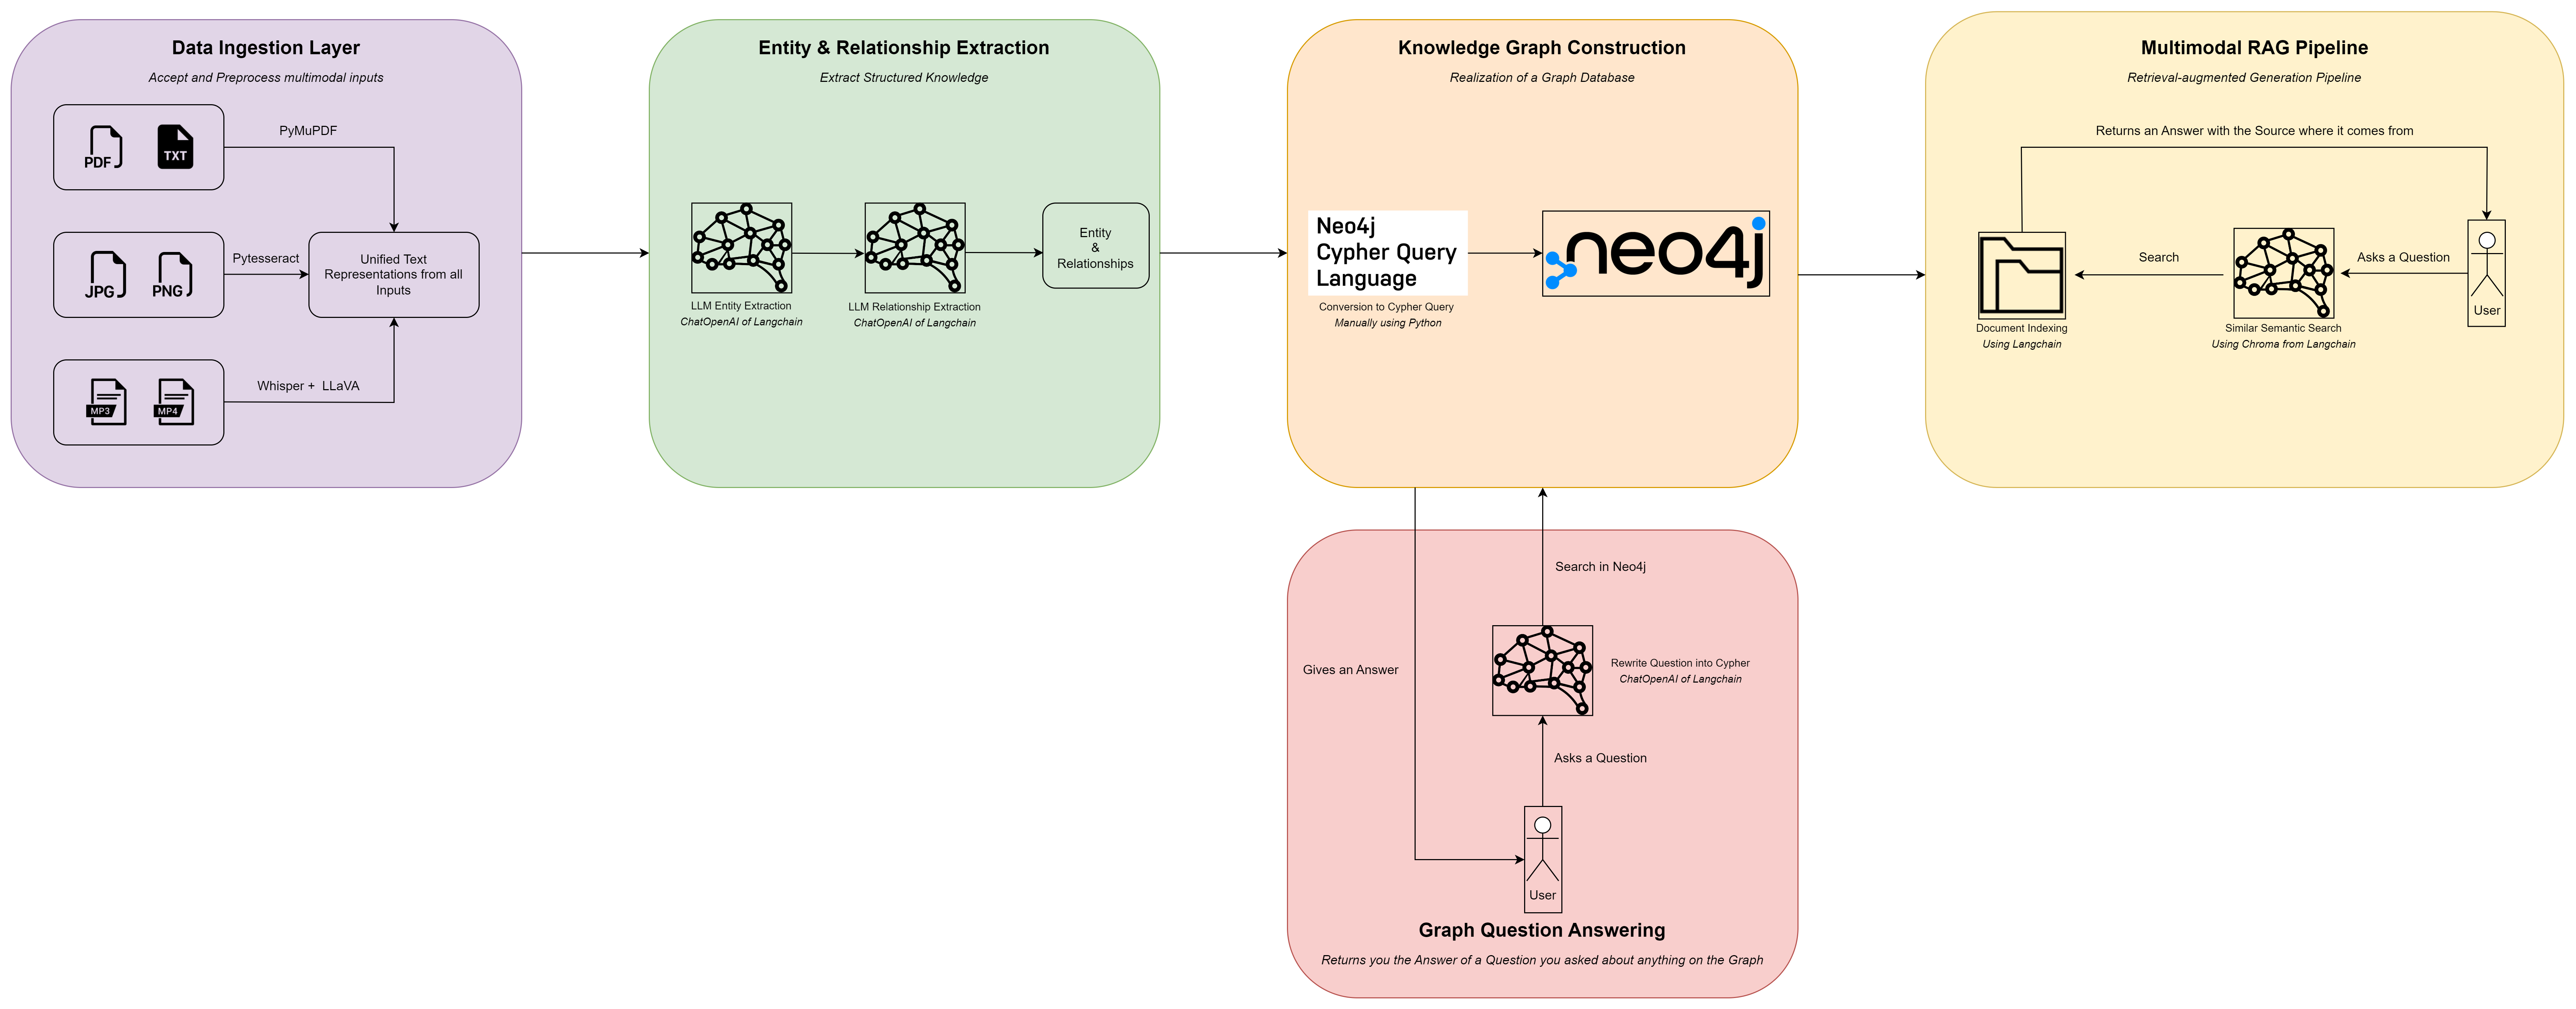 Data Ingestion Layer
Accept and Preprocess multimodal inputs
PDF
TXT
PyMuPDF
JPG
PNG
Pytesseract
Unified Text
Representations from all
Inputs
MP3
MP4
Whisper + LLaVA
Entity & Relationship Extraction
Extract Structured Knowledge
LLM Entity Extraction
ChatOpenAI of Langchain
LLM Relationship Extraction
ChatOpenAI of Langchain
Entity
&
Relationships
Knowledge Graph Construction
Realization of a Graph Database
Neo4j
Cypher Query
Language
Conversion to Cypher Query
Manually using Python
neo4j
Multimodal RAG Pipeline
Retrieval-augmented Generation Pipeline
Returns an Answer with the Source where it comes from
Document Indexing
Using Langchain
Search
Similar Semantic Search
Using Chroma from Langchain
Asks a Question
User
Search in Neo4j
Gives an Answer
Rewrite Question into Cypher
ChatOpenAI of Langchain
Asks a Question
User
Graph Question Answering
Returns you the Answer of a Question you asked about anything on the Graph